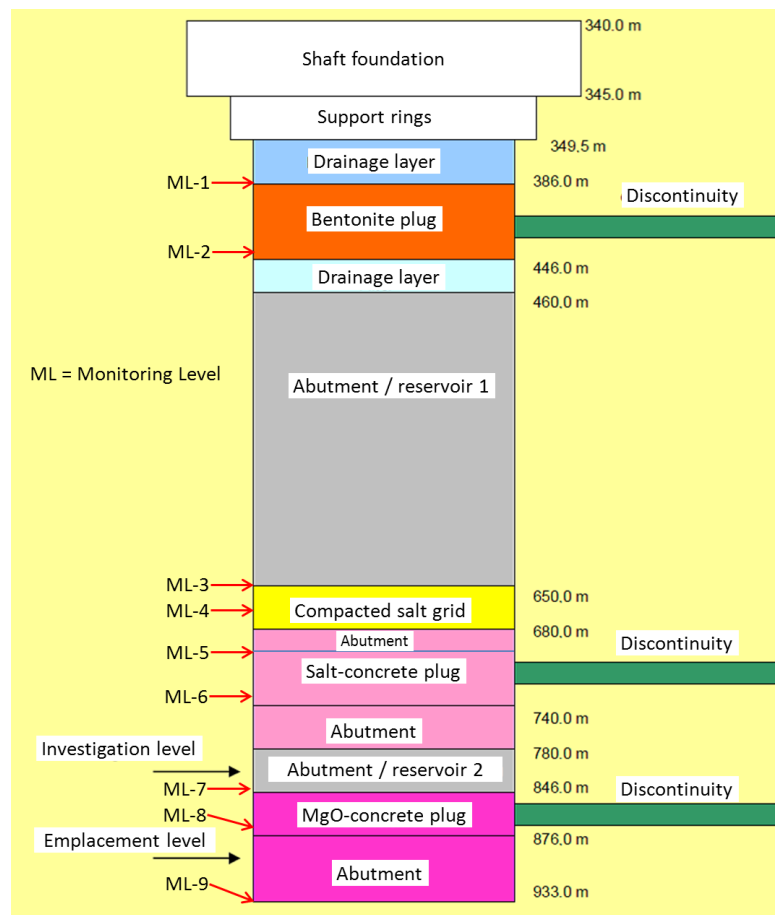 340.0 m
Shaft foundation
345.0 m
Support rings
349.5 m
Drainage layer
ML-1
386.0 m
Discontinuity
Bentonite plug
ML-2
446.0 m
Drainage layer
460.0 m
ML = Monitoring Level
Abutment / reservoir 1
ML-3
650.0 m
ML-4
Compacted salt grid
680.0 m
Abutment
Discontinuity
ML-5
Salt-concrete plug
ML-6
740.0 m
Abutment
Investigation level
780.0 m
Abutment / reservoir 2
ML-7
846.0 m
Discontinuity
ML-8
MgO-concrete plug
Emplacement level
876.0 m
Abutment
ML-9
933.0 m